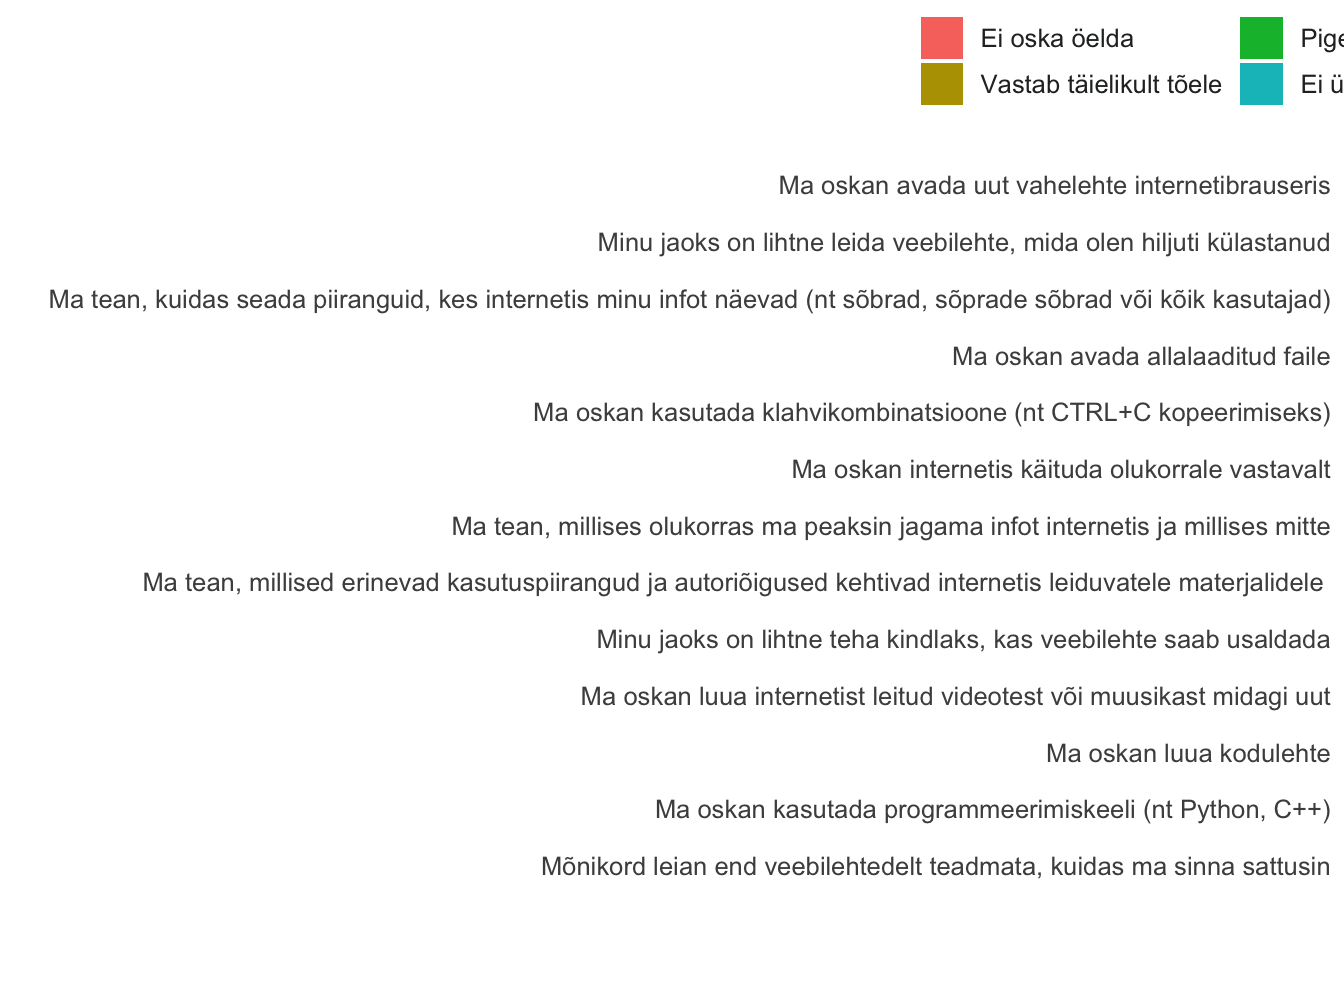 Ei oska öelda
Vastab täielikult tõele
Ma oskan avada uut vahelehte internetibrauseris
Minu jaoks on lihtne leida veebilehte, mida olen hiljuti külastanud
Ma tean, kuidas seada piiranguid, kes internetis minu infot näevad (nt sõbrad, sõprade sõbrad või kõik kasutajad)
Ma oskan avada allalaaditud faile
Ma oskan kasutada klahvikombinatsioone (nt CTRL+C kopeerimiseks)
Ma oskan internetis käituda olukorrale vastavalt
Ma tean, millises olukorras ma peaksin jagama infot internetis ja millises mitte
Ma tean, millised erinevad kasutuspiirangud ja autoriõigused kehtivad internetis leiduvatele materjalidele
Minu jaoks on lihtne teha kindlaks, kas veebilehte saab usaldada
Ma oskan luua internetist leitud videotest või muusikast midagi uut
Ma oskan luua kodulehte
Ma oskan kasutada programmeerimiskeeli (nt Python, C++)
Mõnikord leian end veebilehtedelt teadmata, kuidas ma sinna sattusin